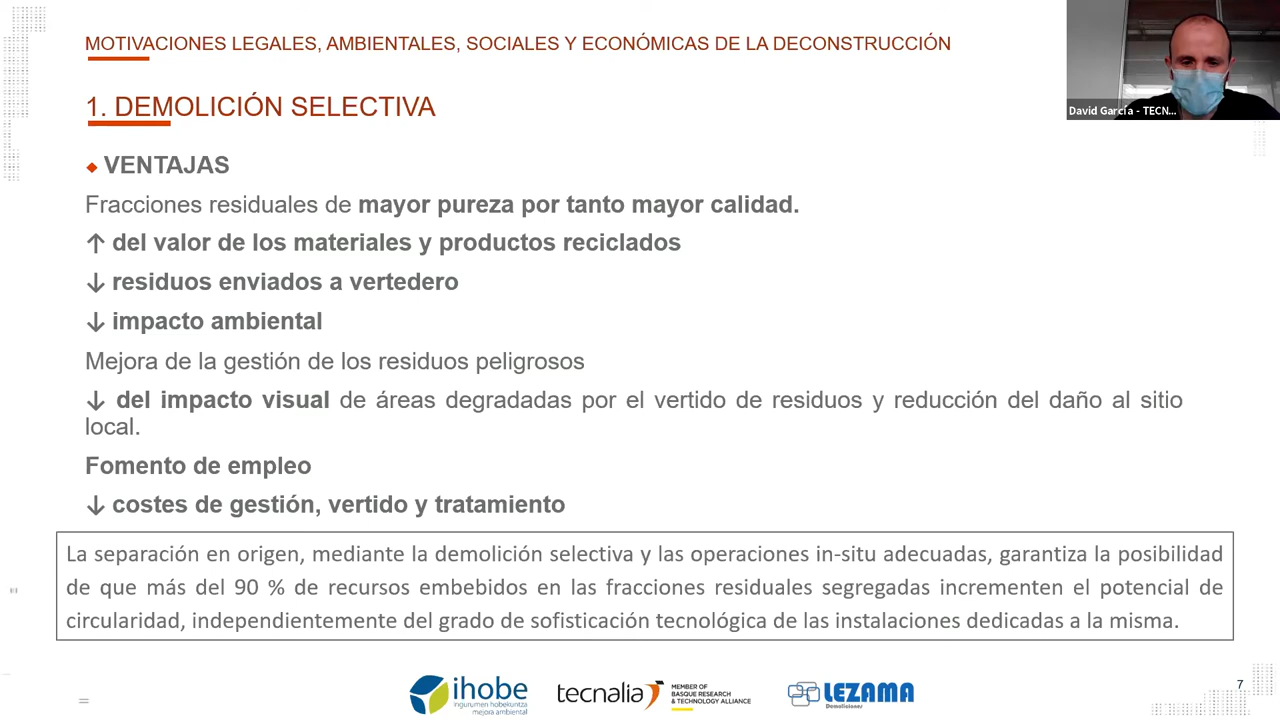 MOTIVACIONES LEGALES, AMBIENTALES, SOCIALES Y ECONÓMICAS DE LA DECONSTRUCCIÓN
David García - TECN...
1. DEMOLICIÓN SELECTIVA
VENTAJAS
Fracciones residuales de mayor pureza por tanto mayor calidad.
↑ del valor de los materiales y productos reciclados
↓ residuos enviados a vertedero
↓ impacto ambiental
Mejora de la gestión de los residuos peligrosos
↓ del impacto visual de áreas degradadas por el vertido de residuos y reducción del daño al sitio
local.
Fomento de empleo
↓ costes de gestión, vertido y tratamiento
La separación en origen, mediante la demolición selectiva y las operaciones in-situ adecuadas, garantiza la posibilidad
de que más del 90 % de recursos embebidos en las fracciones residuales segregadas incrementen el potencial de
circularidad, independientemente del grado de sofisticación tecnológica de las instalaciones dedicadas a la misma.
ihobe
ingurumen hobekuntza
mejora ambiental
tecnalia
MEMBER OF
BASQUE RESEARCH
& TECHNOLOGY ALLIANCE
LEZAMA
Demoliciones
7